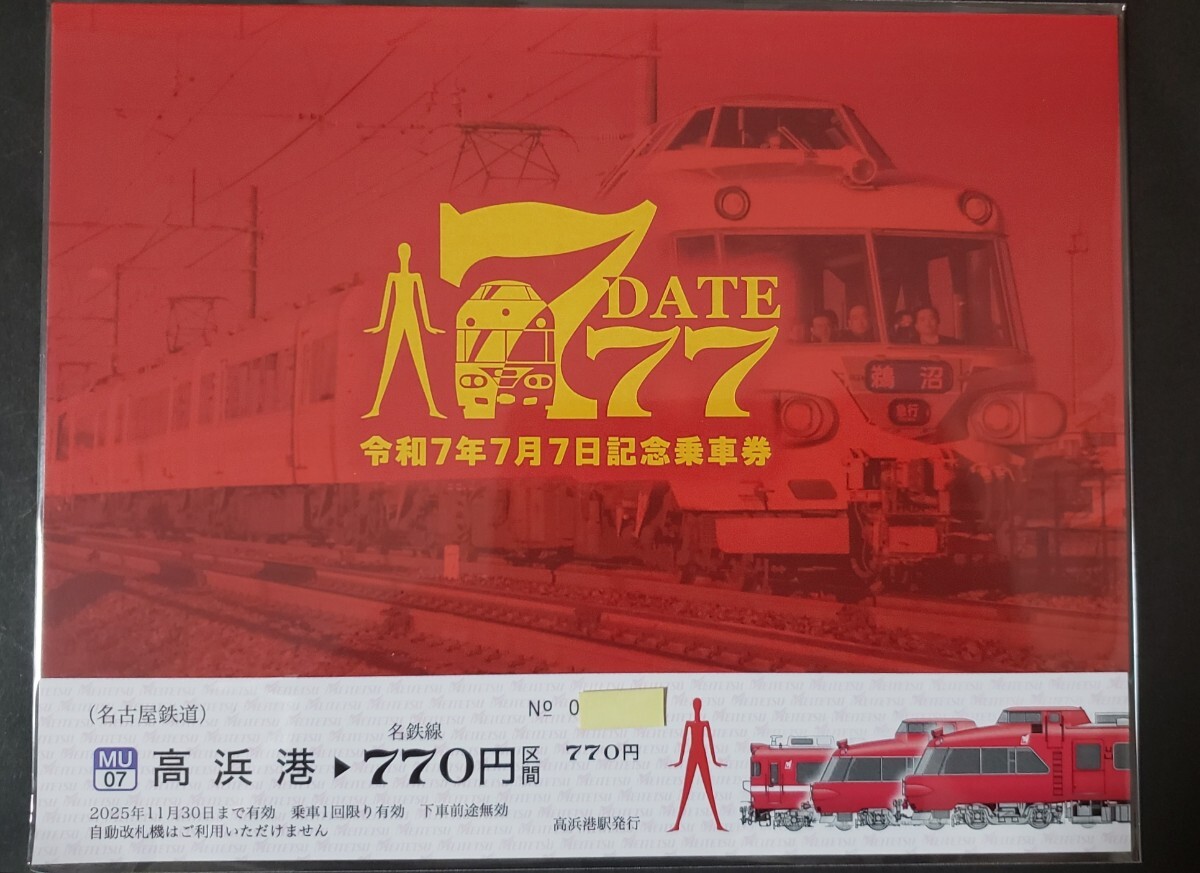 7
DATE
77
令和7年7月7日記念乗車券
鵜沼
急行
(名古屋鉄道)
№ 0
名鉄線
MU
07
高浜港▶770円区間
770円
2025年11月30日まで有効 乗車1回限り有効 下車前途無効
自動改札機はご利用いただけません
高浜港駅発行